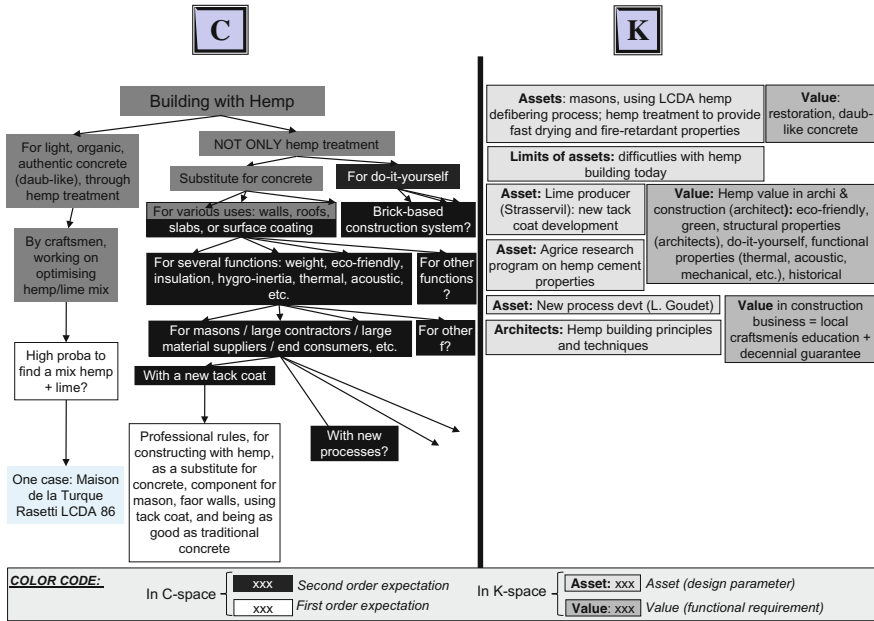 C
Building with Hemp
For light, organic,
authentic concrete
(daub-like), through
hemp treatment
NOT ONLY hemp treatment
Substitute for concrete
For do-it-yourself
For various uses: walls, roofs,
slabs, or surface coating
Brick-based
construction system?
By craftsmen,
working on
optimising
hemp/lime mix
For several functions: weight, eco-friendly,
insulation, hygro-inertia, thermal, acoustic,
etc.
For other
functions
?
For masons / large contractors / large
material suppliers / end consumers, etc.
For other
f?
High proba to
find a mix hemp
+ lime?
With a new tack coat
With new
processes?
Professional rules, for
constructing with hemp,
as a substitute for
concrete, component for
mason, faor walls, using
tack coat, and being as
good as traditional
concrete
One case: Maison
de la Turque
Rasetti LCDA 86
K
Assets: masons, using LCDA hemp
defibering process; hemp treatment to provide
fast drying and fire-retardant properties
Value:
restoration, daub-
like concrete
Limits of assets: difficutlies with hemp
building today
Asset: Lime producer
(Strasservil): new tack
coat development
Value: Hemp value in archi &
construction (architect): eco-friendly,
green, structural properties
(architects), do-it-yourself, functional
properties (thermal, acoustic,
mechanical, etc.), historical
Asset: Agrice research
program on hemp cement
properties
Asset: New process devt (L. Goudet)
Architects: Hemp building principles
and techniques
Value in construction
business = local
craftsmenís education +
decennial guarantee
COLOR CODE:
In C-space
xxx Second order expectation
xxx First order expectation
In K-space
Asset: xxx Asset (design parameter)
Value: xxx Value (functional requirement)